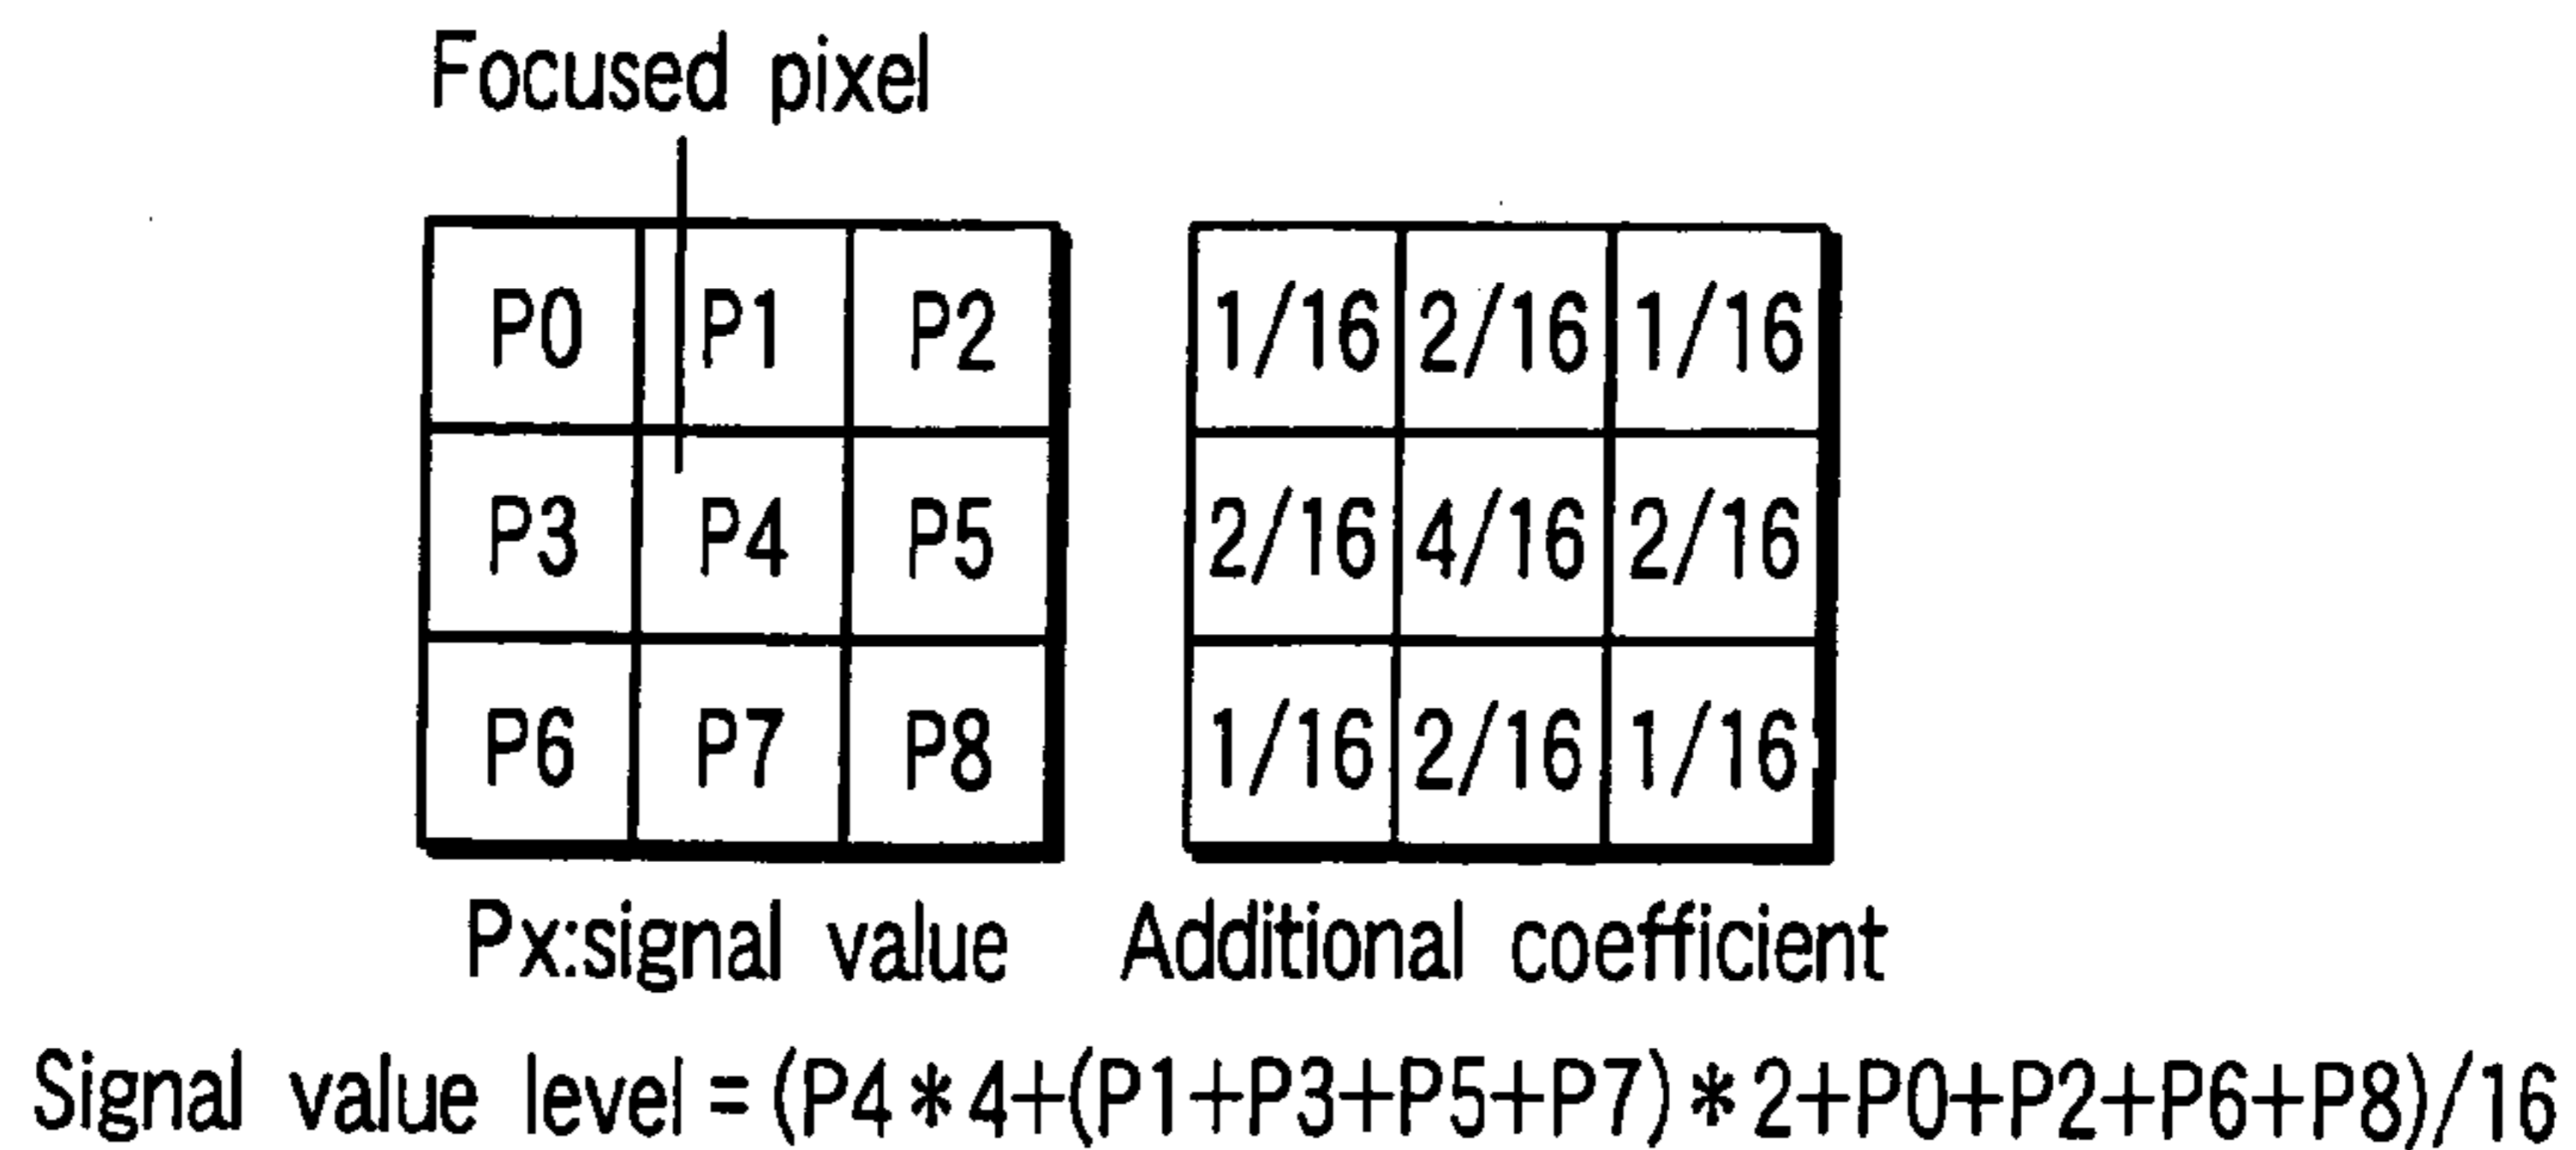 Focused pixel
P0 P1 P2
P3 P4 P5
P6 P7 P8
Px:signal value
1/16 2/16 1/16
2/16 4/16 2/16
1/16 2/16 1/16
Additional coefficient
Signal value level=(P4*4+(P1+P3+P5+P7)*2+P0+P2+P6+P8)/16